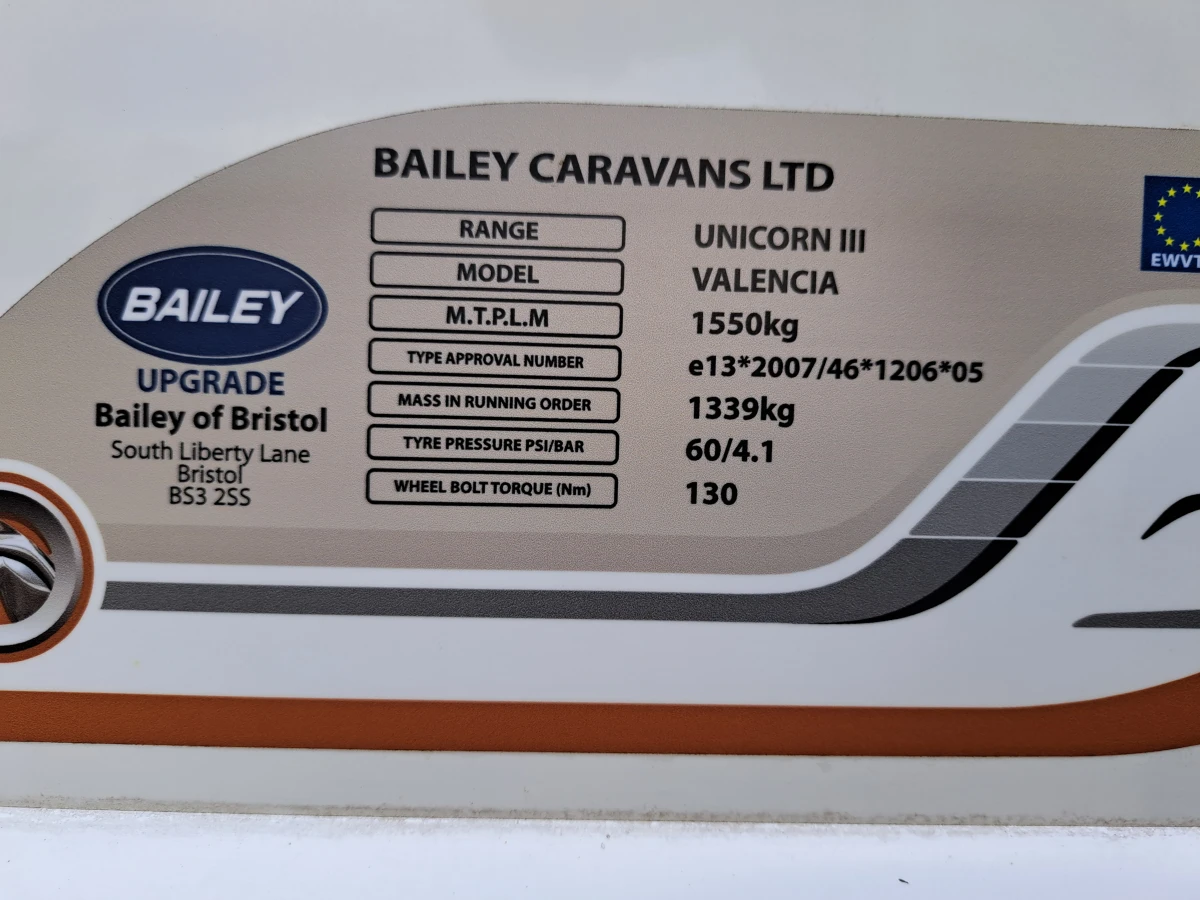 BAILEY CARAVANS LTD
RANGE UNICORN III
MODEL VALENCIA
M.T.P.L.M 1550kg
TYPE APPROVAL NUMBER e13*2007/46*1206*05
MASS IN RUNNING ORDER 1339kg
TYRE PRESSURE PSI/BAR 60/4.1
WHEEL BOLT TORQUE (Nm) 130
BAILEY
UPGRADE
Bailey of Bristol
South Liberty Lane
Bristol
BS3 2SS